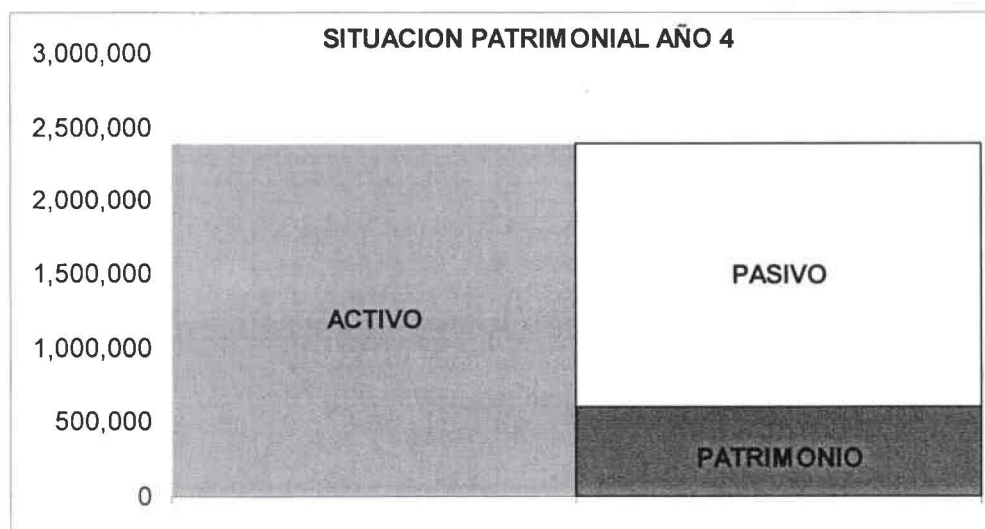 SITUACION PATRIMONIAL AÑO 4
3,000,000
2,500,000
2,000,000
1,500,000
1,000,000
500,000
0
ACTIVO
PASIVO
PATRIMONIO